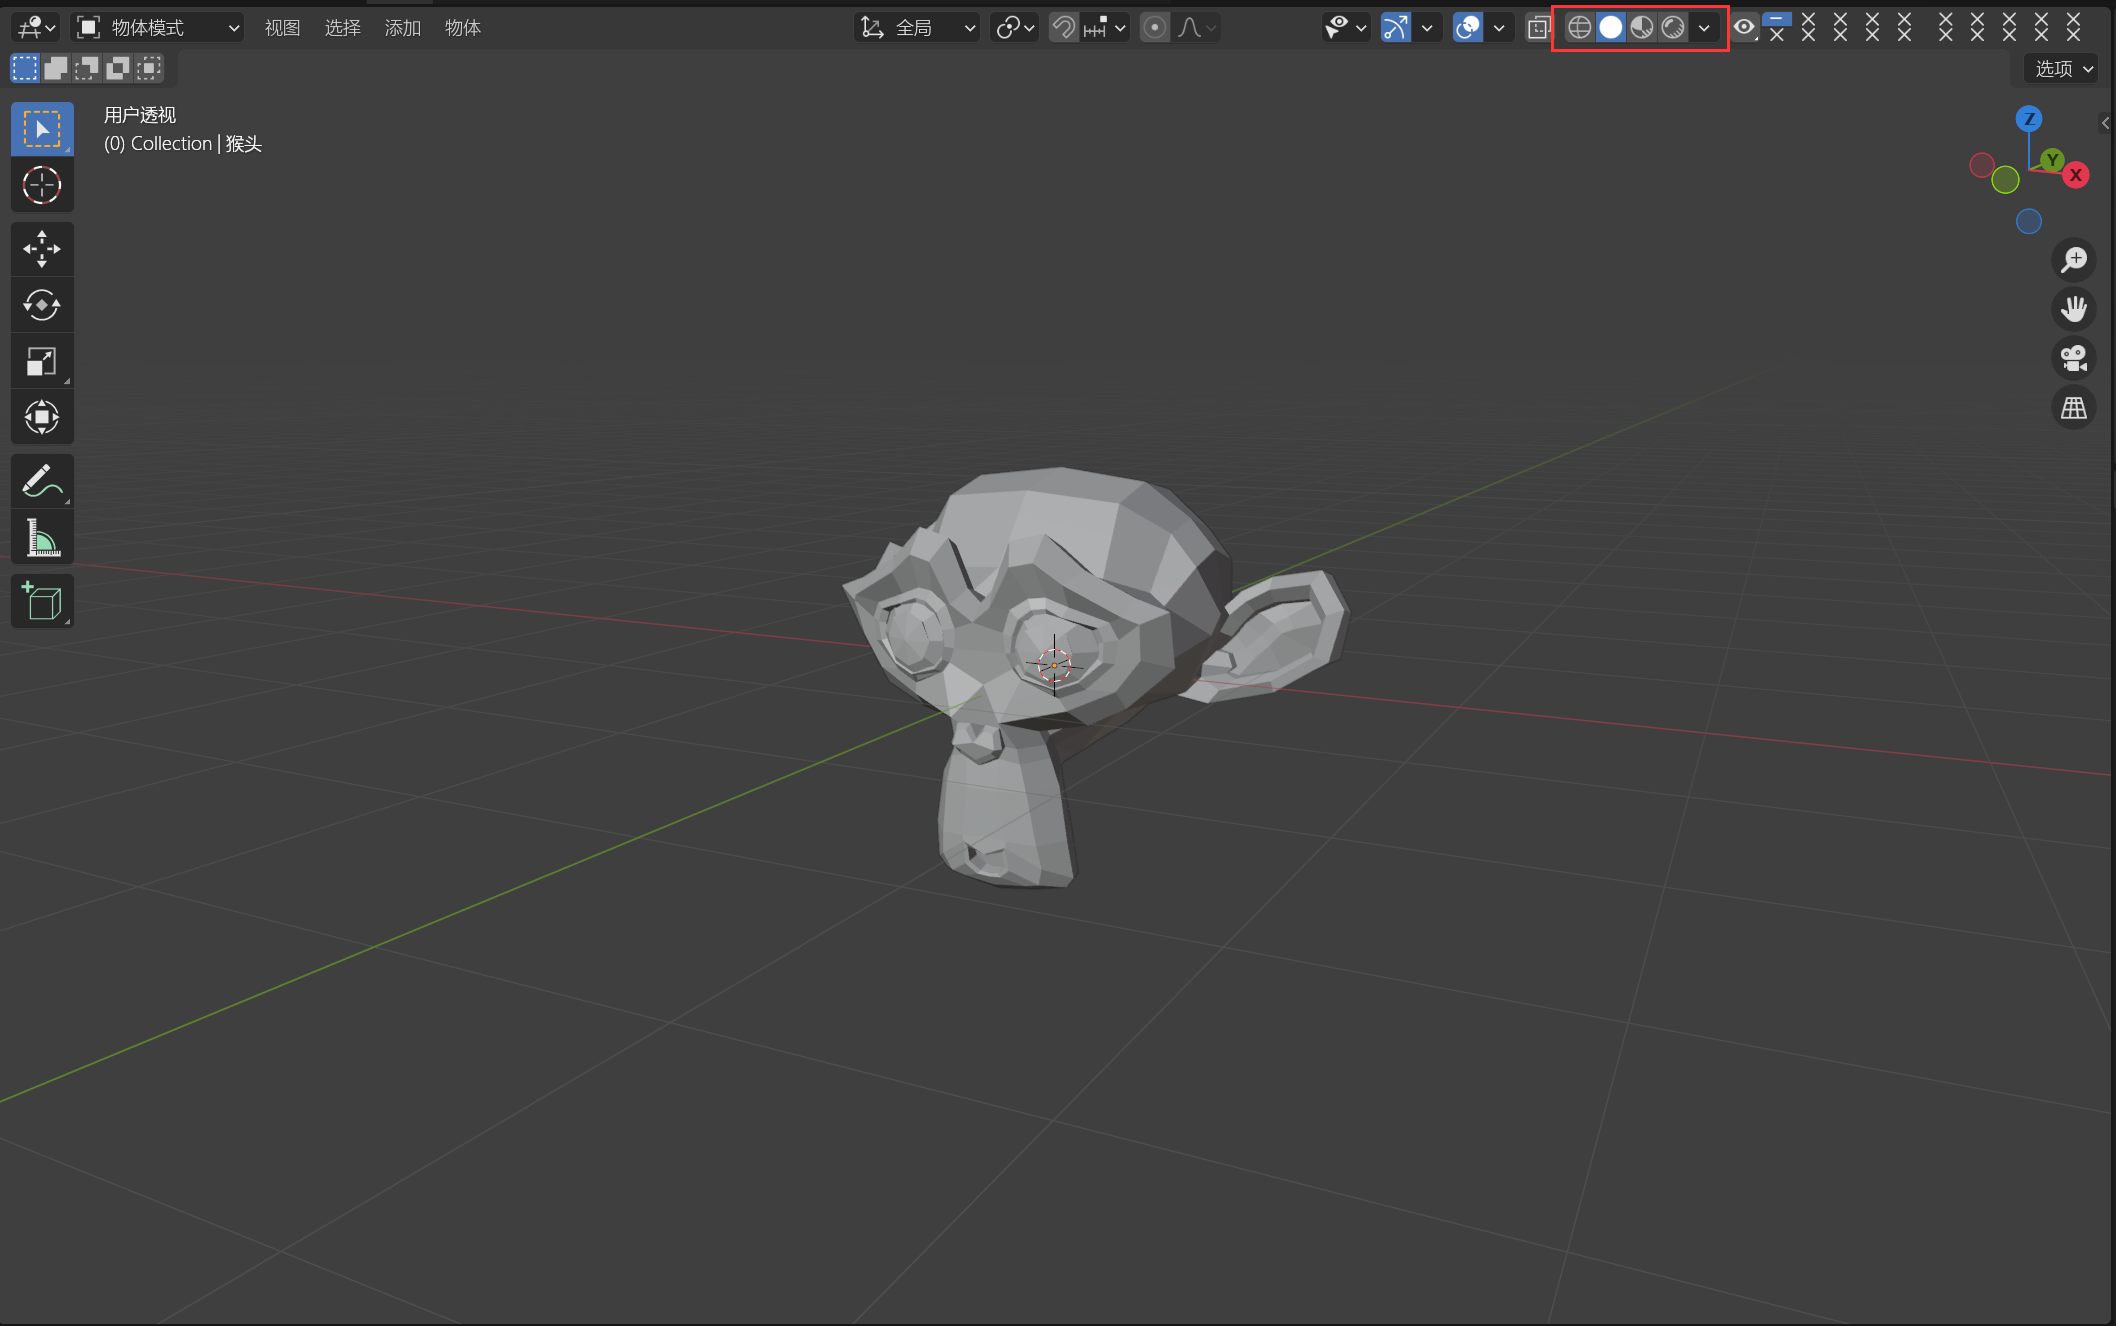 物体模式
视图
选择
添加
物体
全局
选项
用户透视
(0) Collection | 猴头
Z
Y
X